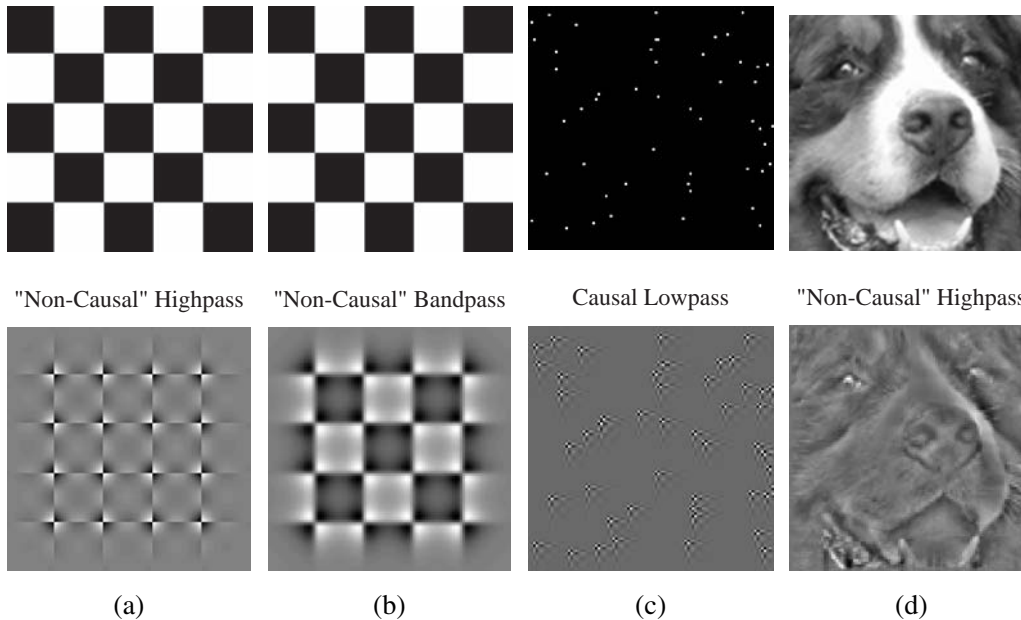 "Non-Causal" Highpass
"Non-Causal" Bandpass
Causal Lowpass
"Non-Causal" Highpass
(a)
(b)
(c)
(d)